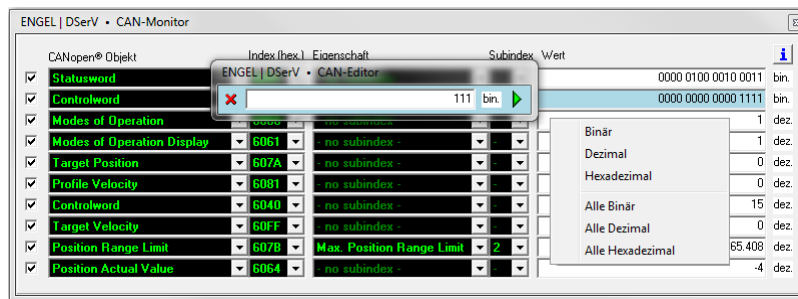 ENGEL | DServ • CAN-Monitor
CANopen® Objekt Index (hex.) Eigenschaft Subindex Wert
Statusword 0000 0100 0010 0011 bin.
ENGEL | DSerV • CAN-Editor
Controlword 111 bin. 0000 0000 0000 1111 bin.
Modes of Operation - no subindex - 1 dez.
Modes of Operation Display 6061 - no subindex - - 1 dez.
Target Position 607A - no subindex - - 0 dez.
Profile Velocity 6081 - no subindex - - 0 dez.
Controlword 6040 - no subindex - - 15 dez.
Target Velocity 60FF - no subindex - - 0 dez.
Position Range Limit 607B Max. Position Range Limit 2 65.408 dez.
Position Actual Value 6064 - no subindex - - -4 dez.
Binär
Dezimal
Hexadezimal
Alle Binär
Alle Dezimal
Alle Hexadezimal